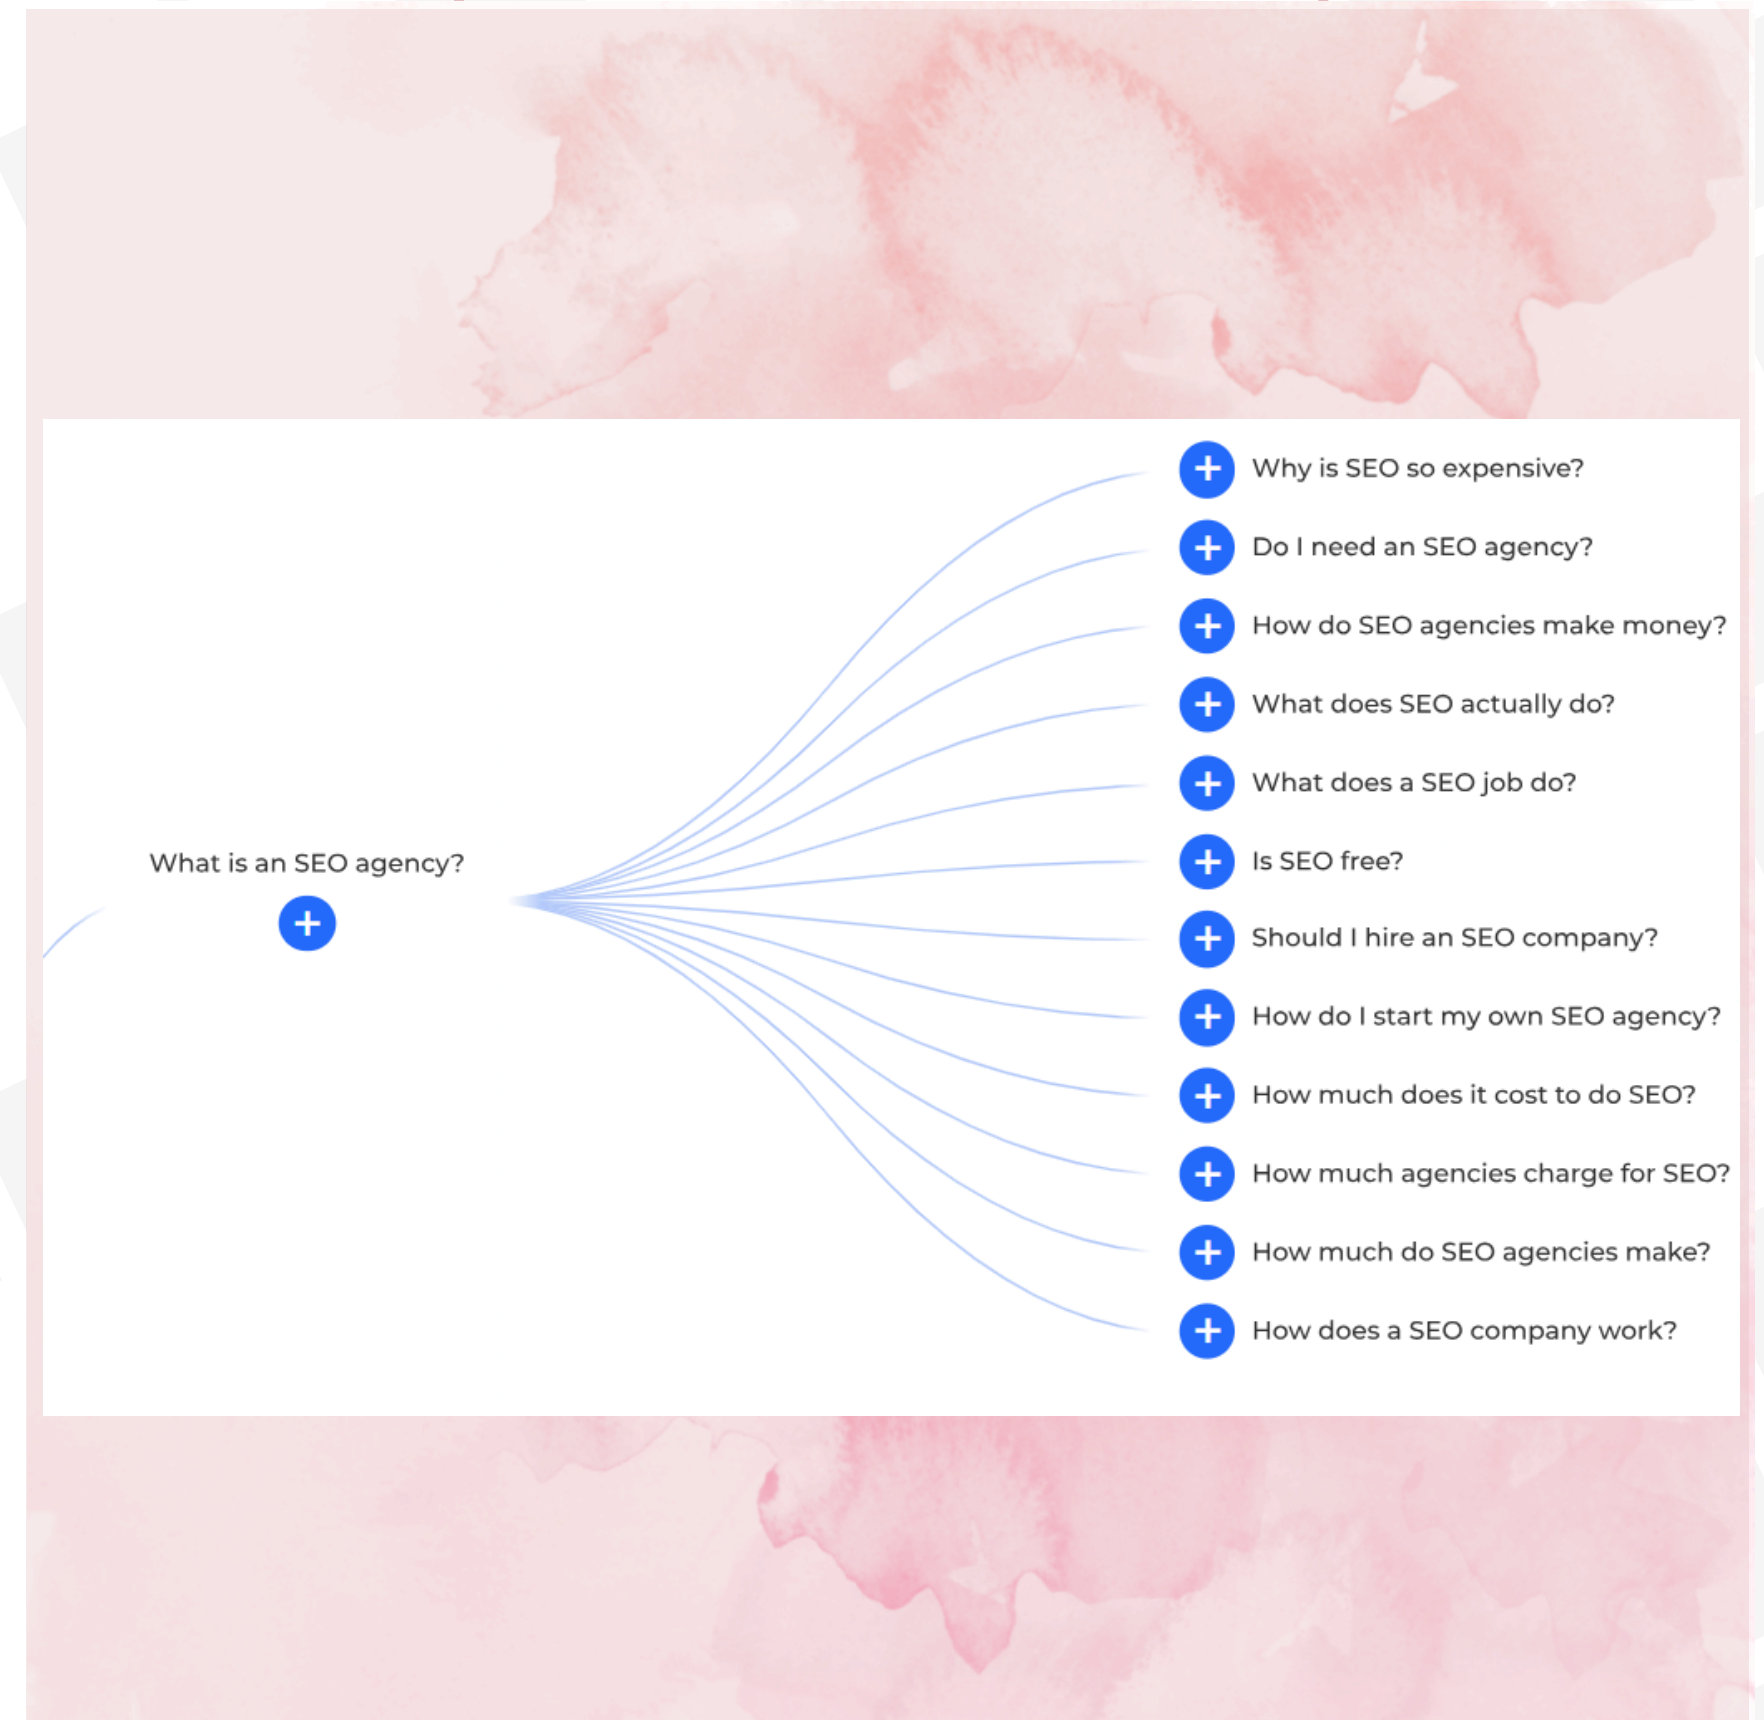 Why is SEO so expensive?
Do I need an SEO agency?
How do SEO agencies make money?
What does SEO actually do?
What does a SEO job do?
What is an SEO agency?
Is SEO free?
Should I hire an SEO company?
How do I start my own SEO agency?
How much does it cost to do SEO?
How much agencies charge for SEO?
How much do SEO agencies make?
How does a SEO company work?